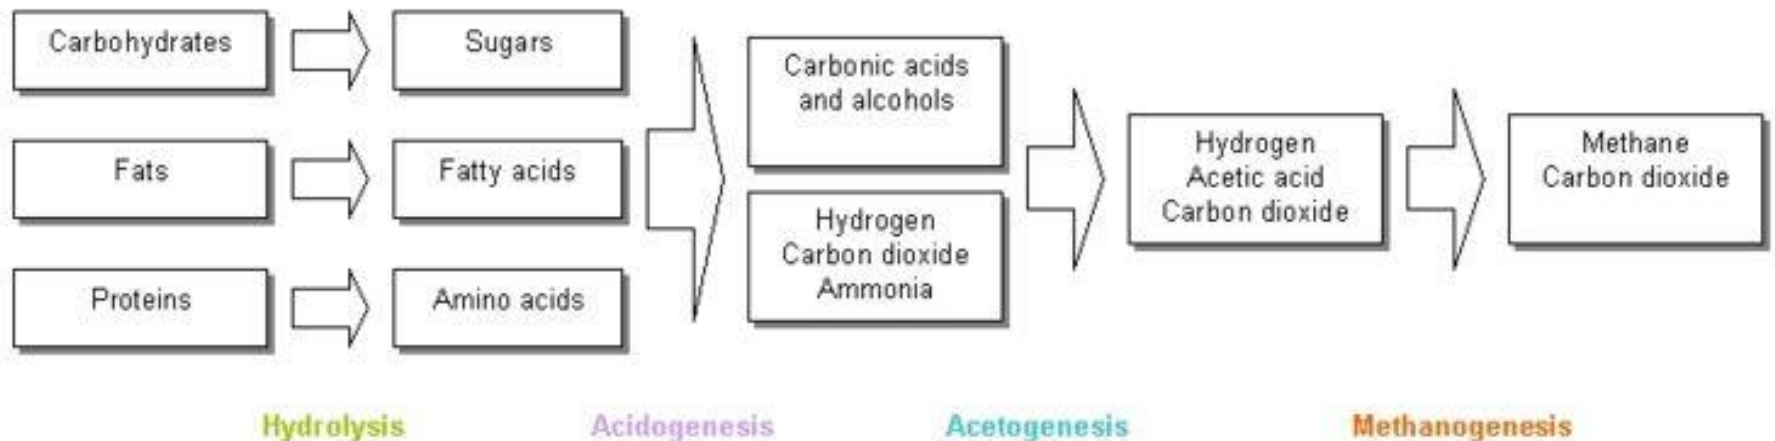 Carbohydrates
Sugars
Fats
Fatty acids
Proteins
Amino acids
Carbonic acids
and alcohols
Hydrogen
Carbon dioxide
Ammonia
Hydrogen
Acetic acid
Carbon dioxide
Methane
Carbon dioxide
Hydrolysis
Acidogenesis
Acetogenesis
Methanogenesis